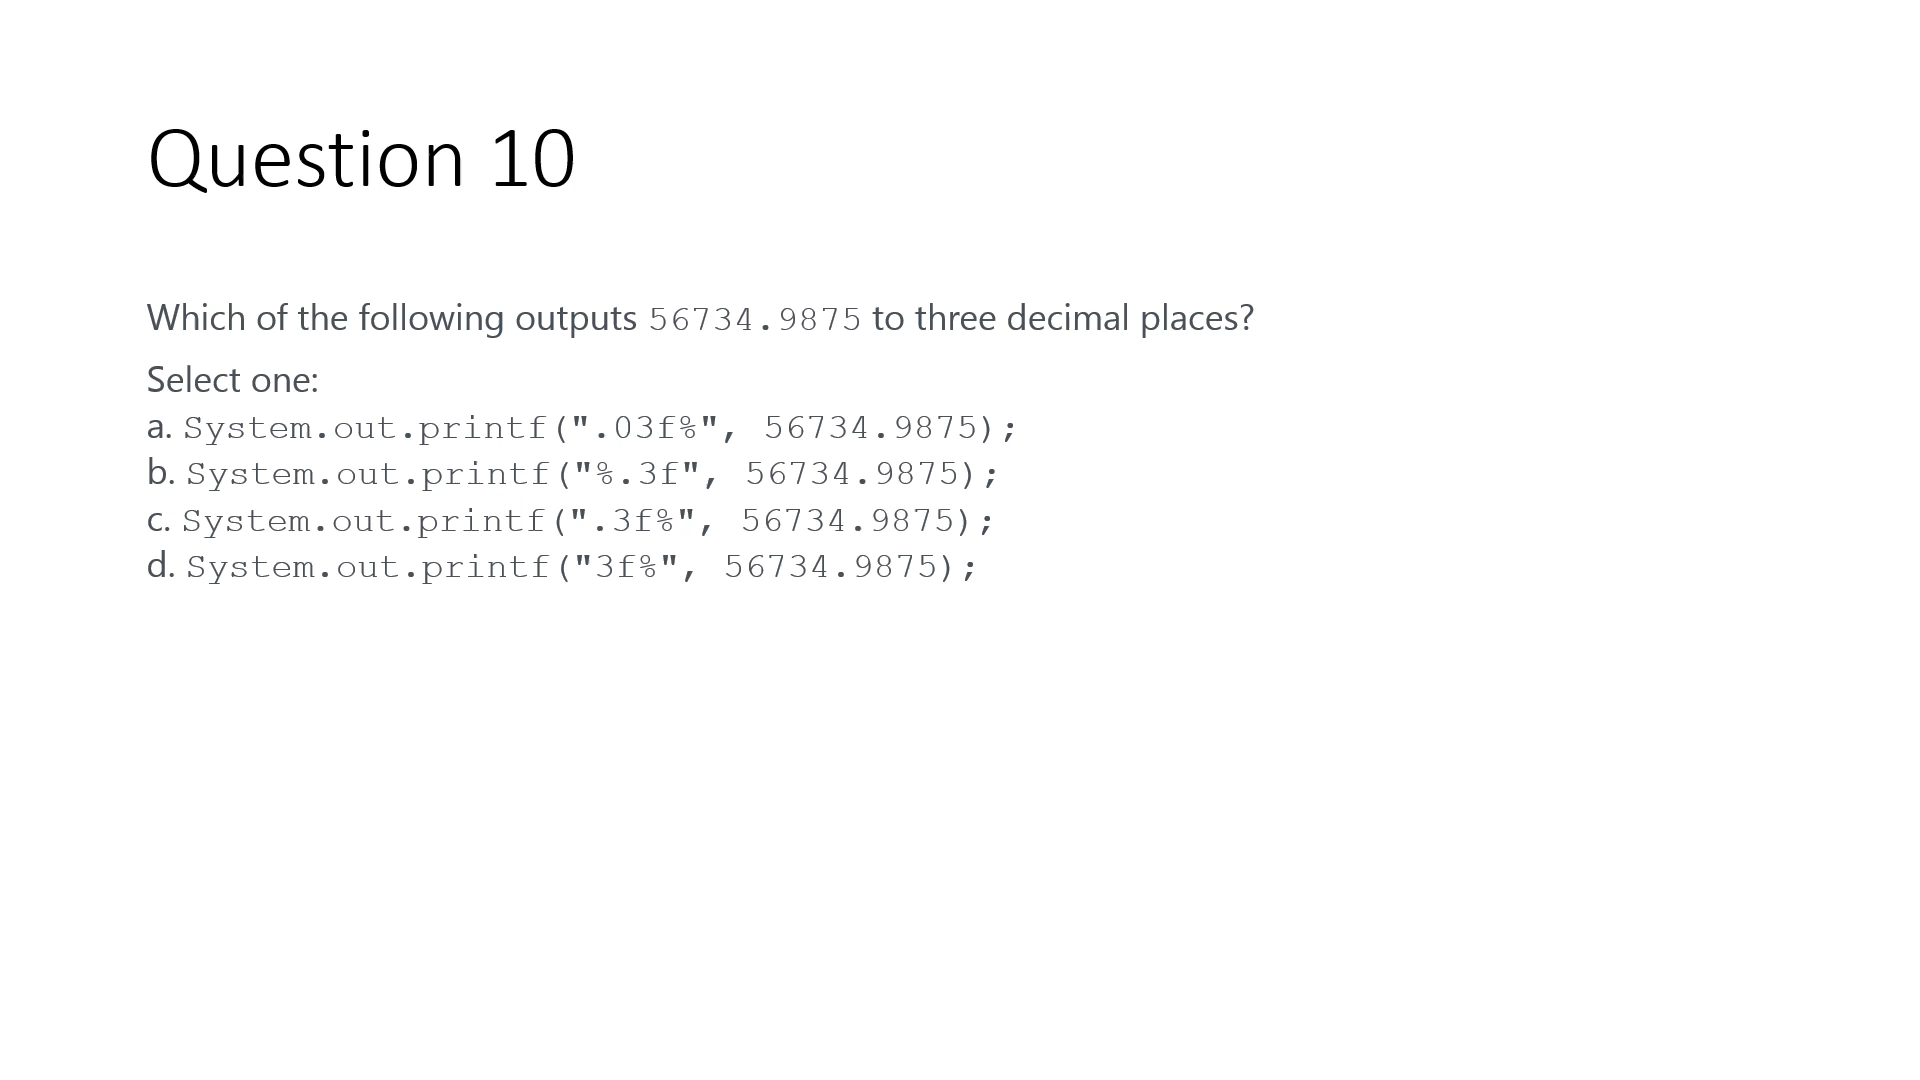 Question 10
Which of the following outputs 56734.9875 to three decimal places?
Select one:
a. System.out.printf(".03f%", 56734.9875);
b. System.out.printf("%.3f", 56734.9875);
c. System.out.printf(".3f%", 56734.9875);
d. System.out.printf("3f%", 56734.9875);